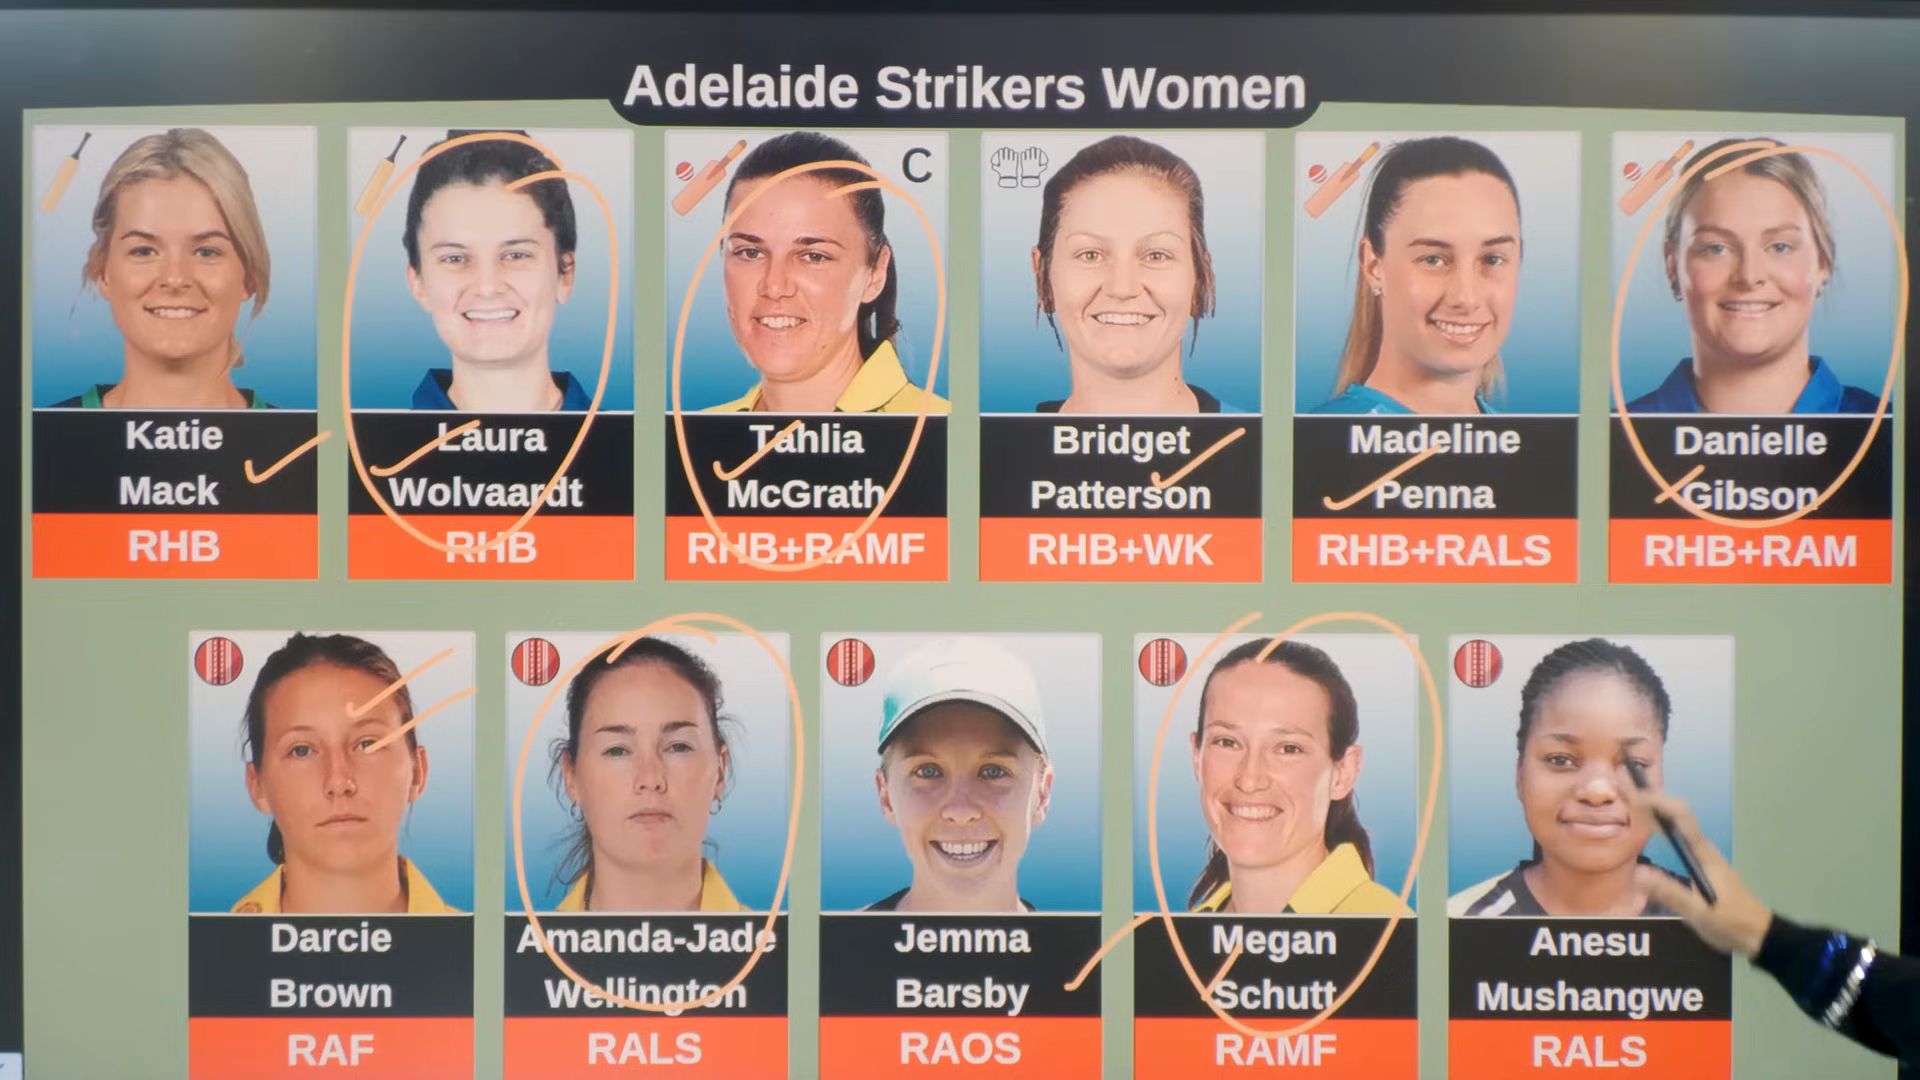 Adelaide Strikers Women
C
Katie
Mack
RHB
Laura
Wolvaardt
RHB
Tahlia
McGrath
RHB+RAMF
Bridget
Patterson
RHB+WK
Madeline
Penna
RHB+RALS
Danielle
Gibson
RHB+RAM
Darcie
Brown
RAF
Amanda-Jade
Wellington
RALS
Jemma
Barsby
RAOS
Megan
Schutt
RAMF
Anesu
Mushangwe
RALS